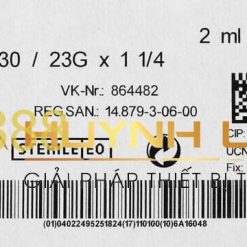 2 ml
30 / 23G x 1 1/4
VK-Nr.: 864482
REG.SAN.: 14.879-3-06-00
HUYNH
STERILE EO
CIP:
UCN
Fix:
GIẢI PHÁP THIẾT BỊ
(01)04022495251824(17)110100(10)6A16048